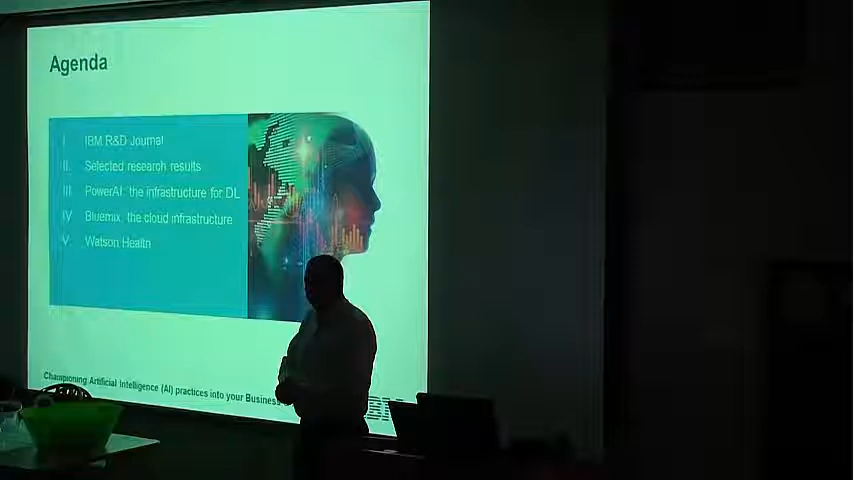 Agenda
I. IBM R&D Journal
II. Selected research results
III. PowerAI: the infrastructure for DL
IV. Bluemix, the cloud infrastructure
V. Watson Health
Championing Artificial Intelligence (AI) practices into your Business
IBM